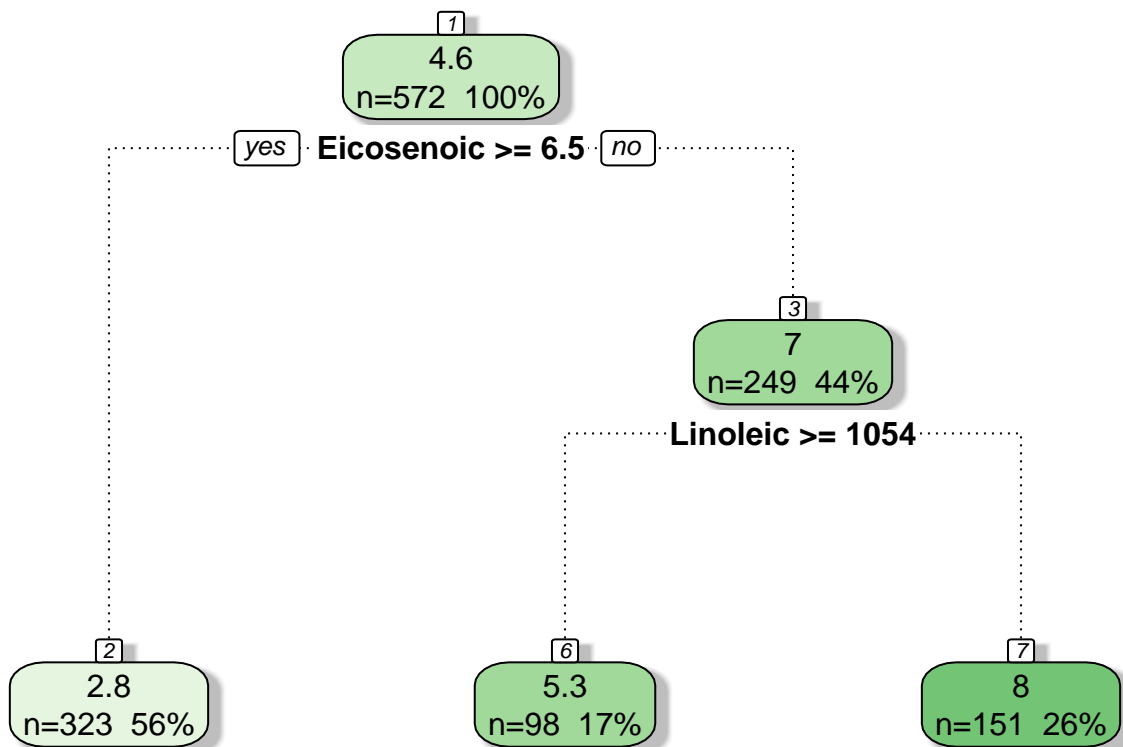 1
4.6
n=572 100%
yes Eicosenoic >= 6.5 no
3
7
n=249 44%
Linoleic >= 1054
2
2.8
n=323 56%
6
5.3
n=98 17%
7
8
n=151 26%